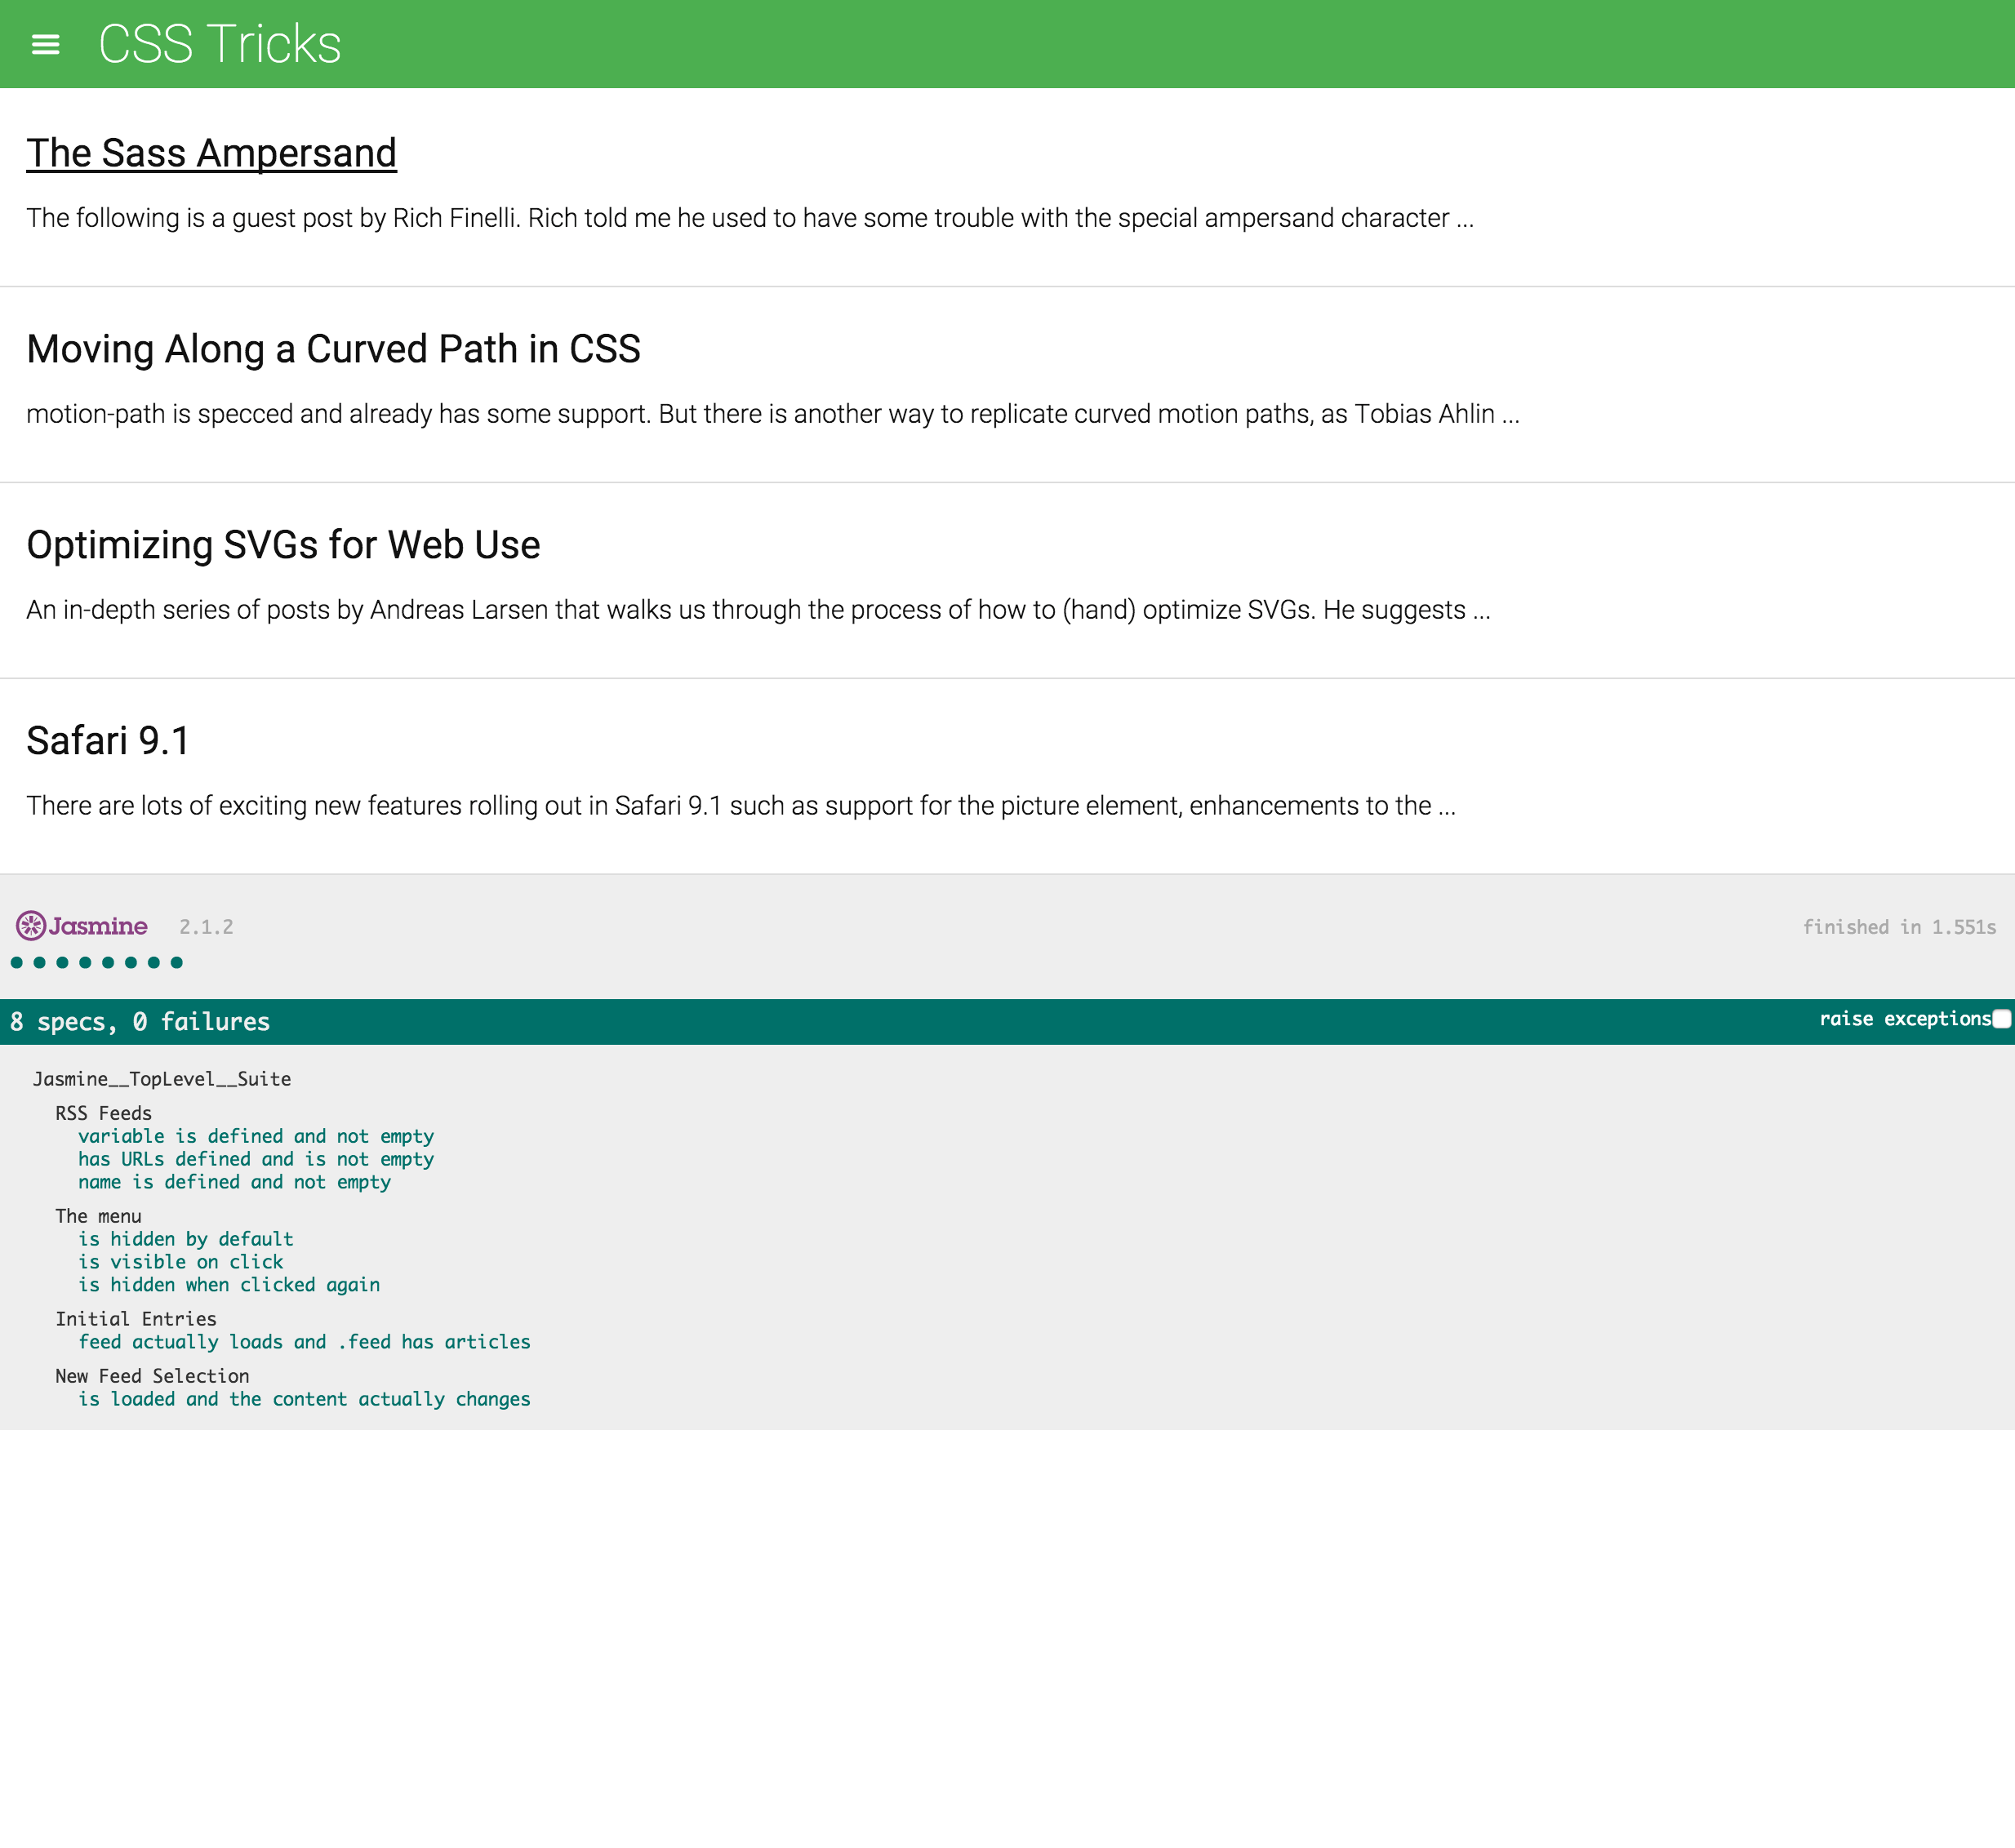 CSS Tricks
The Sass Ampersand
The following is a guest post by Rich Finelli. Rich told me he used to have some trouble with the special ampersand character ...
Moving Along a Curved Path in CSS
motion-path is specced and already has some support. But there is another way to replicate curved motion paths, as Tobias Ahlin ...
Optimizing SVGs for Web Use
An in-depth series of posts by Andreas Larsen that walks us through the process of how to (hand) optimize SVGs. He suggests ...
Safari 9.1
There are lots of exciting new features rolling out in Safari 9.1 such as support for the picture element, enhancements to the ...
Jasmine 2.1.2 finished in 1.551s
8 specs, 0 failures raise exceptions
Jasmine__TopLevel__Suite
RSS Feeds
variable is defined and not empty
has URLs defined and is not empty
name is defined and not empty
The menu
is hidden by default
is visible on click
is hidden when clicked again
Initial Entries
feed actually loads and .feed has articles
New Feed Selection
is loaded and the content actually changes